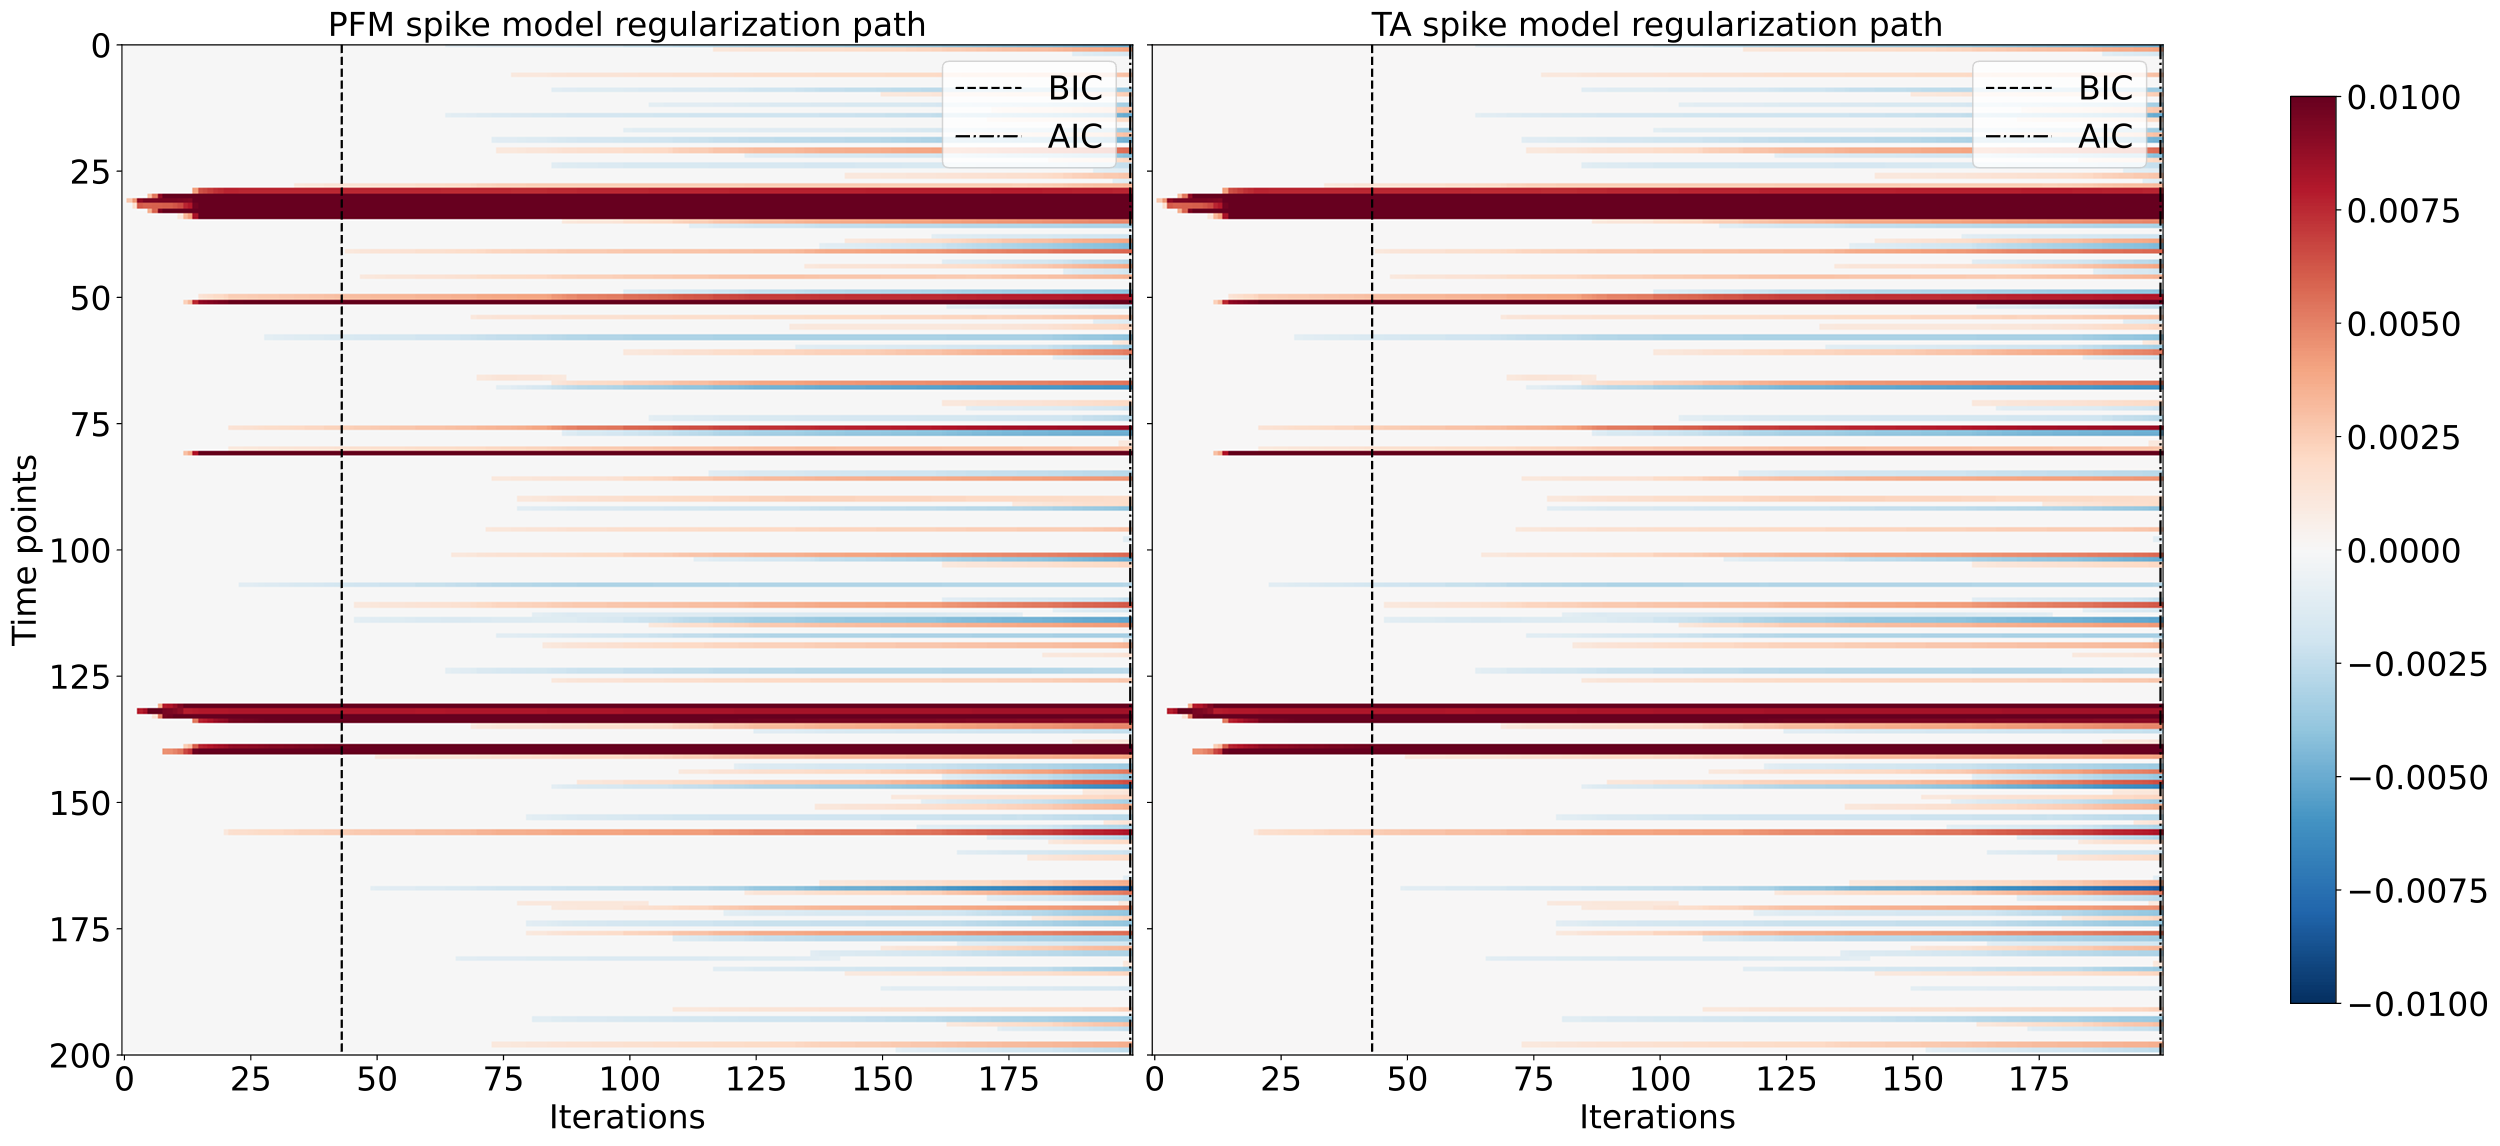 PFM spike model regularization path
TA spike model regularization path
BIC
AIC
BIC
AIC
Time points
0
25
50
75
100
125
150
175
200
0 25 50 75 100 125 150 175
0 25 50 75 100 125 150 175
Iterations
Iterations
0.0100
0.0075
0.0050
0.0025
0.0000
−0.0025
−0.0050
−0.0075
−0.0100